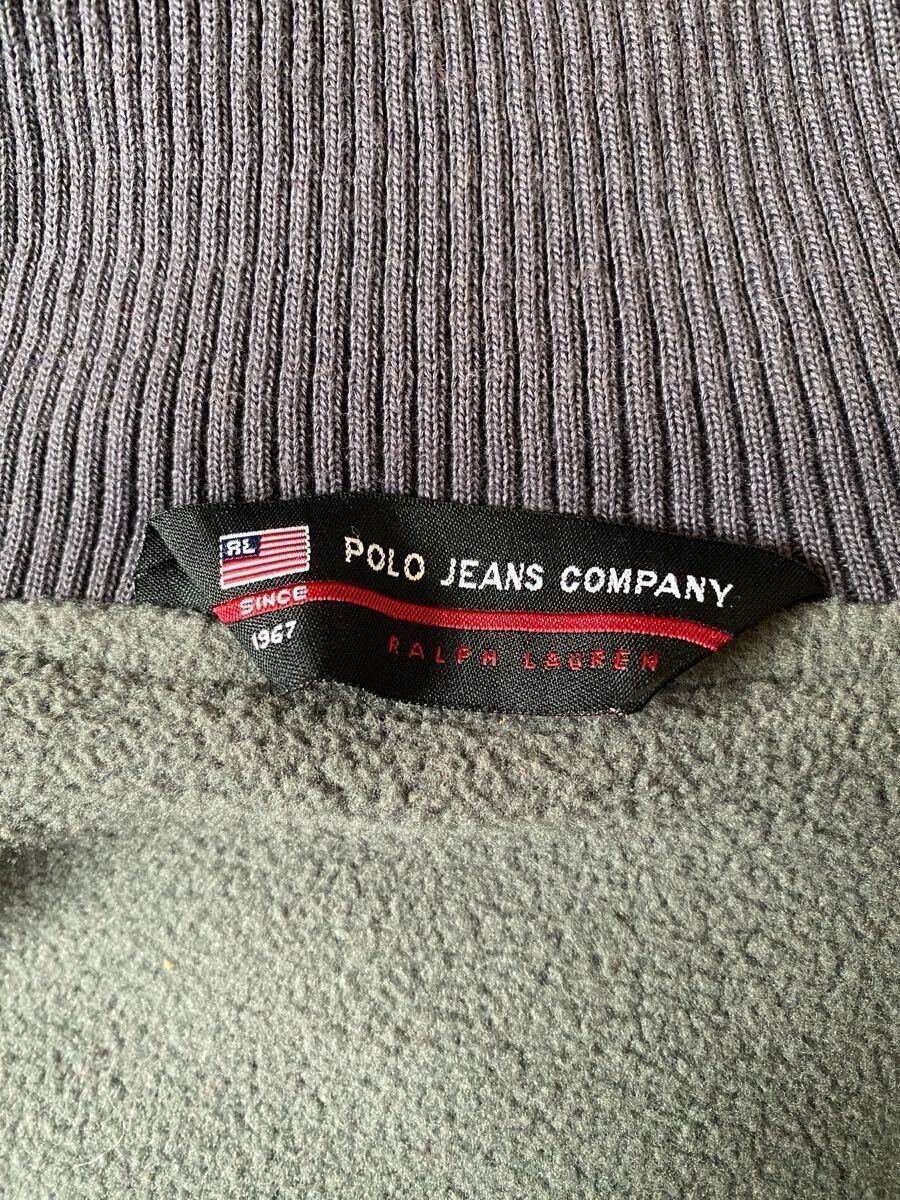 RL
POLO JEANS COMPANY
SINCE
1967
RALPH LAUREN